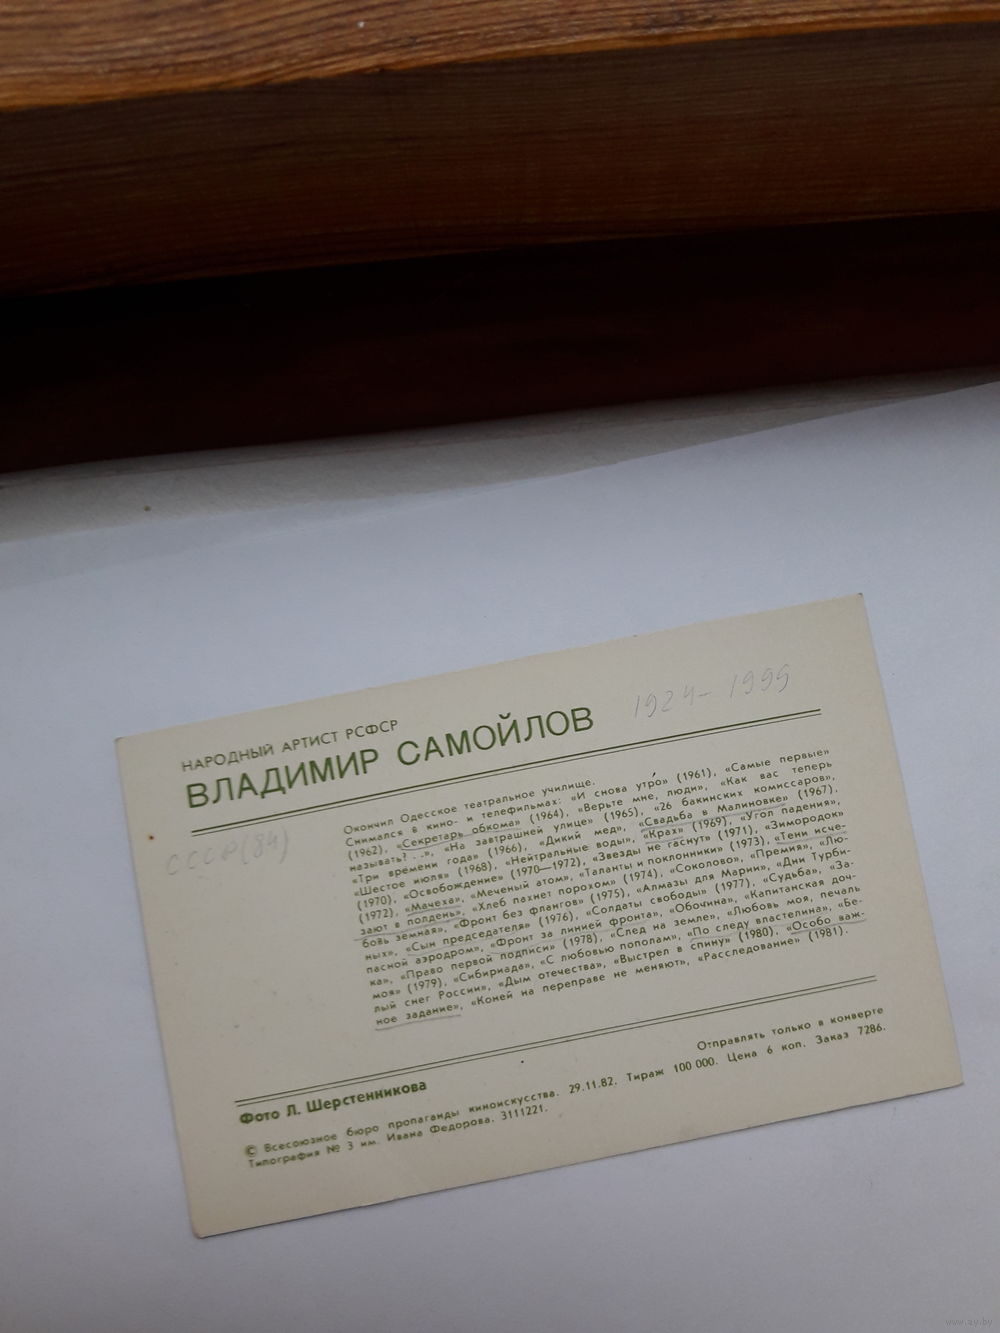 НАРОДНЫЙ АРТИСТ РСФСР
ВЛАДИМИР САМОЙЛОВ
1924-1999
СССР(84)
Окончил Одесское театральное училище.
Снимался в кино- и телефильмах: «И снова утро» (1961), «Самые первые»
(1962), «Секретарь обкома» (1964), «Верьте мне, люди», «Как вас теперь
называть?..», «На завтрашней улице» (1965), «26 бакинских комиссаров»,
«Три времени года» (1966), «Дикий мед», «Свадьба в Малиновке» (1967),
«Шестое июля» (1968), «Нейтральные воды», «Крах» (1969), «Угол падения»,
(1970), «Освобождение» (1970—1972), «Звезды не гаснут» (1971), «Зимородок»
(1972), «Мачеха», «Меченый атом», «Таланты и поклонники» (1973), «Тени исче-
зают в полдень», «Хлеб пахнет порохом» (1974), «Соколово», «Премия», «Лю-
бовь земная», «Фронт без флангов» (1975), «Алмазы для Марии», «Дни Турби-
ных», «Сын председателя» (1976), «Солдаты свободы» (1977), «Судьба», «За-
пасной аэродром», «Фронт за линией фронта», «Обочина», «Капитанская доч-
ка», «Право первой подписи» (1978), «След на земле», «Любовь моя, печаль
моя» (1979), «Сибириада», «С любовью пополам», «По следу властелина», «Бе-
лый снег России», «Дым отечества», «Выстрел в спину» (1980), «Особо важ-
ное задание», «Коней на переправе не меняют», «Расследование» (1981).
Отправлять только в конверте
Фото Л. Шерстенникова
© Всесоюзное бюро пропаганды киноискусства. 29.11.82. Тираж 100 000. Цена 6 коп. Заказ 7286.
Типография № 3 им. Ивана Федорова. 3111221.
www.ay.by